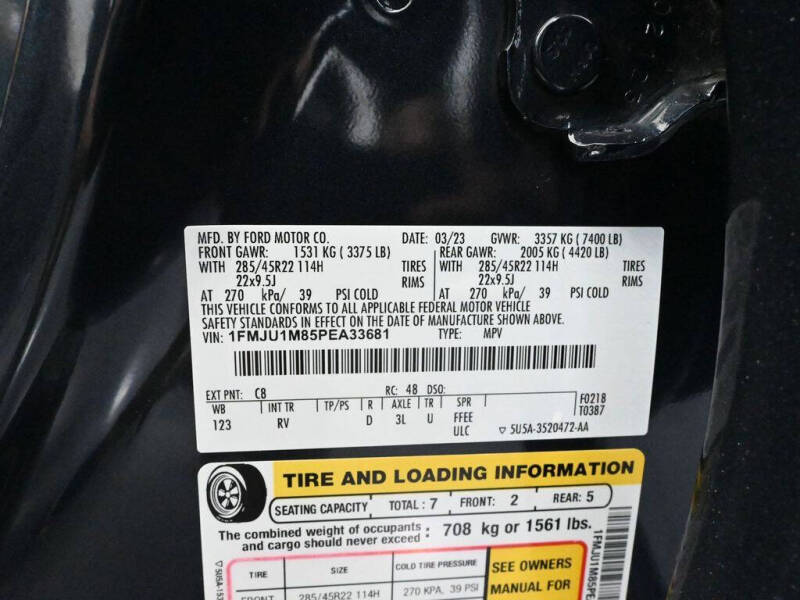 MFD. BY FORD MOTOR CO. DATE: 03/23 GVWR: 3357 KG ( 7400 LB)
FRONT GAWR: 1531 KG ( 3375 LB) REAR GAWR: 2005 KG ( 4420 LB)
WITH 285/45R22 114H TIRES WITH 285/45R22 114H TIRES
22x9.5J RIMS 22x9.5J RIMS
AT 270 kPa/ 39 PSI COLD AT 270 kPa/ 39 PSI COLD
THIS VEHICLE CONFORMS TO ALL APPLICABLE FEDERAL MOTOR VEHICLE
SAFETY STANDARDS IN EFFECT ON THE DATE OF MANUFACTURE SHOWN ABOVE.
VIN: 1FMJU1M85PEA33681 TYPE: MPV
EXT PNT: C8 RC: 48 DSO: F0218
WB INT TR TP/PS R AXLE TR SPR T0387
123 RV D 3L U FFEE
ULC ▽ 5U5A-3520472-AA
TIRE AND LOADING INFORMATION
SEATING CAPACITY TOTAL : 7 FRONT: 2 REAR: 5
The combined weight of occupants
and cargo should never exceed : 708 kg or 1561 lbs.
TIRE SIZE COLD TIRE PRESSURE SEE OWNERS
FRONT 285/45R22 114H 270 KPA, 39 PSI MANUAL FOR